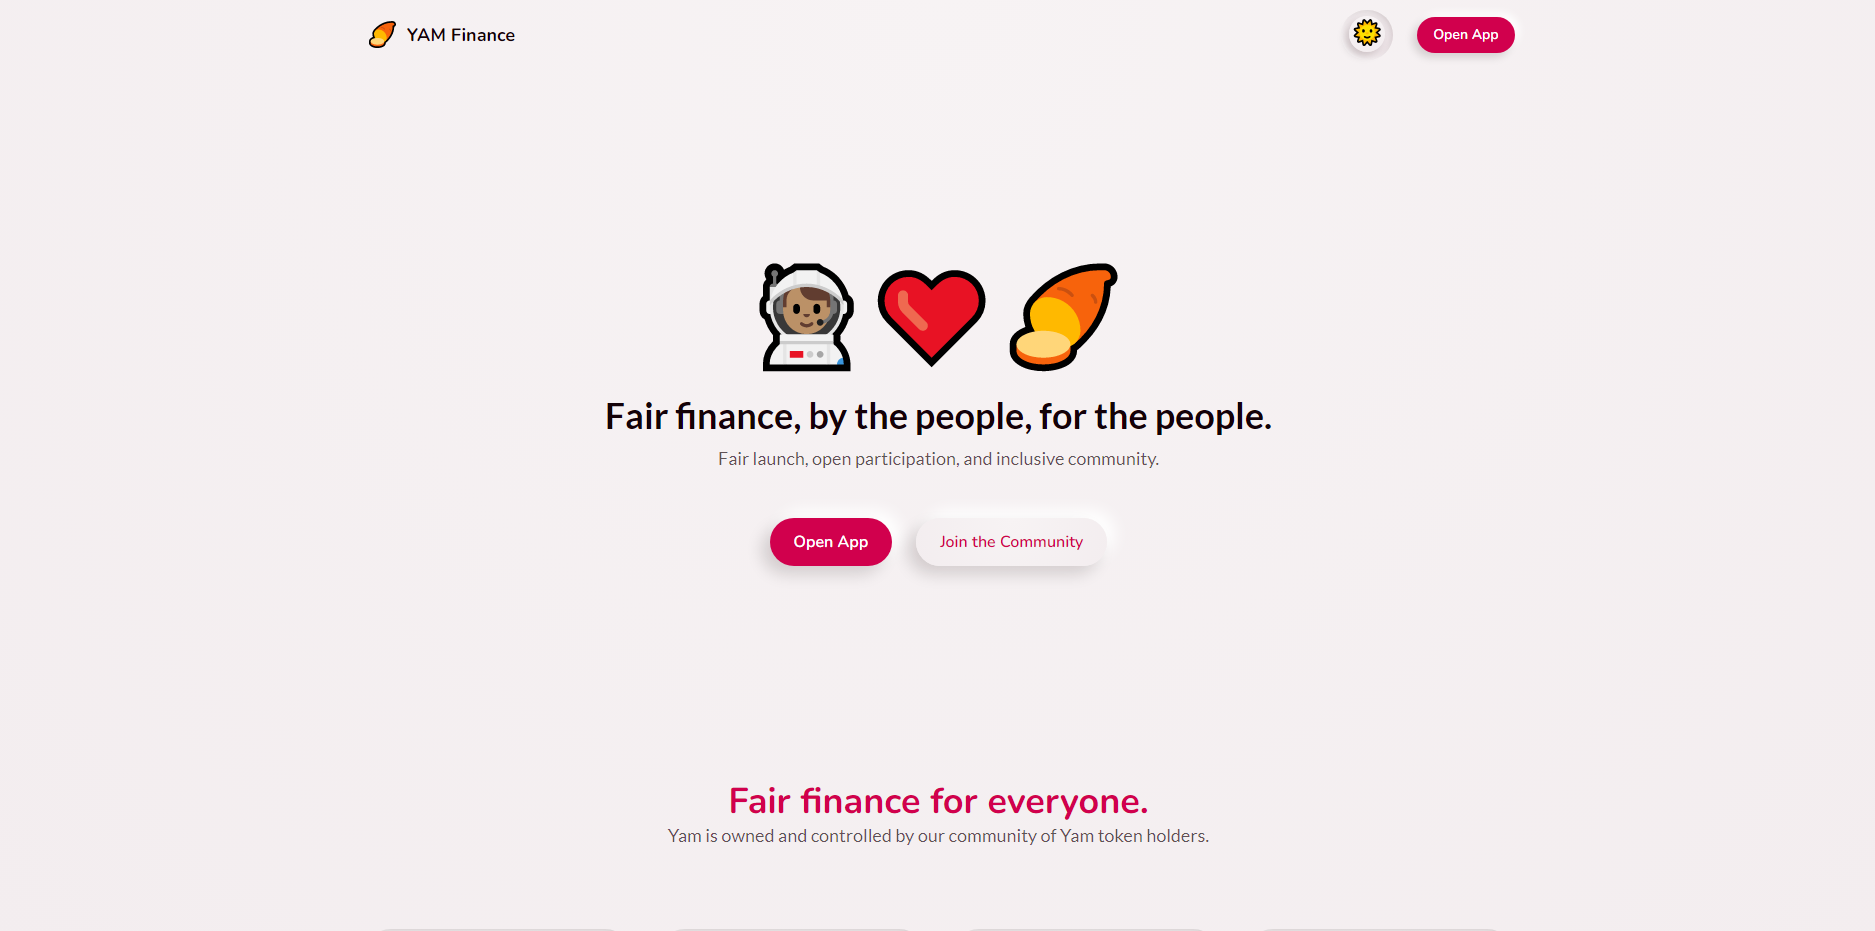 YAM Finance
Open App
Fair finance, by the people, for the people.
Fair launch, open participation, and inclusive community.
Open App
Join the Community
Fair finance for everyone.
Yam is owned and controlled by our community of Yam token holders.